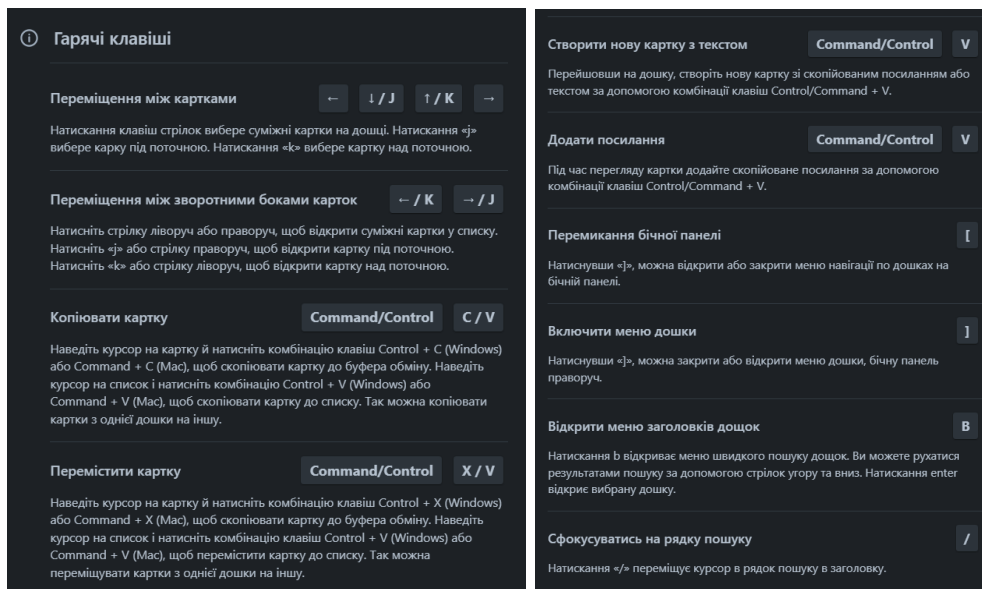 Гарячі клавіші
Переміщення між картками ← ↓ / J ↑ / K →
Натискання клавіш стрілок вибере суміжні картки на дошці. Натискання «j»
вибере карку під поточною. Натискання «k» вибере картку над поточною.
Переміщення між зворотними боками карток ← / K → / J
Натисніть стрілку ліворуч або праворуч, щоб відкрити суміжні картки у списку.
Натисніть «j» або стрілку праворуч, щоб відкрити картку під поточною.
Натисніть «k» або стрілку ліворуч, щоб відкрити картку над поточною.
Копіювати картку Command/Control C / V
Наведіть курсор на картку й натисніть комбінацію клавіш Control + C (Windows)
або Command + C (Mac), щоб скопіювати картку до буфера обміну. Наведіть
курсор на список і натисніть комбінацію Control + V (Windows) або
Command + V (Mac), щоб скопіювати картку до списку. Так можна копіювати
картки з однієї дошки на іншу.
Перемістити картку Command/Control X / V
Наведіть курсор на картку й натисніть комбінацію клавіш Control + X (Windows)
або Command + X (Mac), щоб скопіювати картку до буфера обміну. Наведіть
курсор на список і натисніть комбінацію клавіш Control + V (Windows) або
Command + V (Mac), щоб перемістити картку до списку. Так можна
переміщувати картки з однієї дошки на іншу.
Створити нову картку з текстом Command/Control V
Перейшовши на дошку, створіть нову картку зі скопійованим посиланням або
текстом за допомогою комбінації клавіш Control/Command + V.
Додати посилання Command/Control V
Під час перегляду картки додайте скопійоване посилання за допомогою
комбінації клавіш Control/Command + V.
Перемикання бічної панелі [
Натиснувши «]», можна відкрити або закрити меню навігації по дошках на
бічній панелі.
Включити меню дошки ]
Натиснувши «]», можна закрити або відкрити меню дошки, бічну панель
праворуч.
Відкрити меню заголовків дощок B
Натискання b відкриває меню швидкого пошуку дощок. Ви можете рухатися
результатами пошуку за допомогою стрілок угору та вниз. Натискання enter
відкриє вибрану дошку.
Сфокусуватись на рядку пошуку /
Натискання «/» переміщує курсор в рядок пошуку в заголовку.